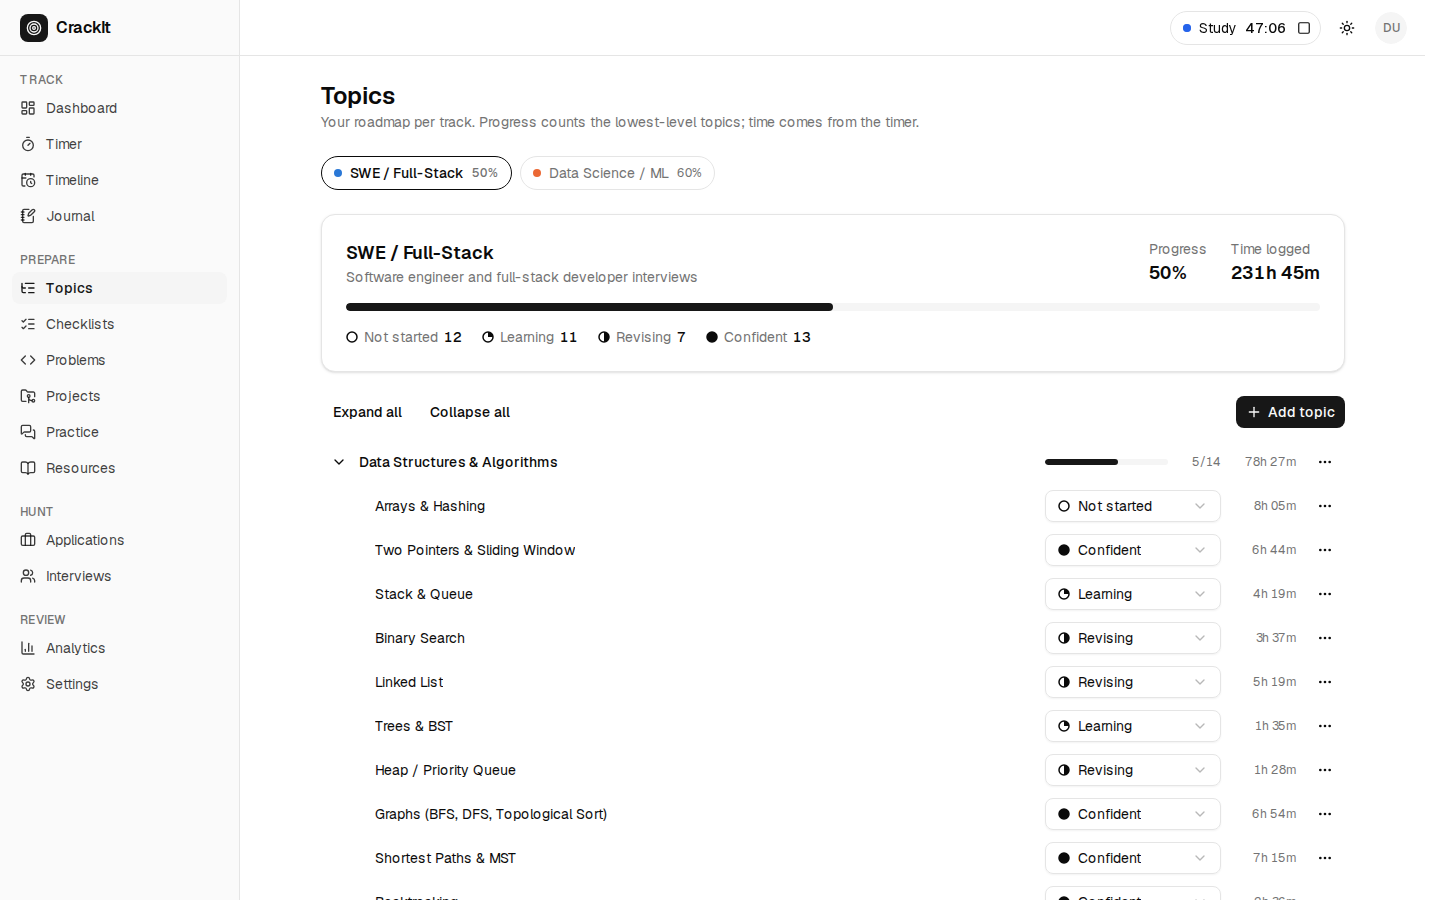 CrackIt
Study 47:06
DU
TRACK
Dashboard
Timer
Timeline
Journal
PREPARE
Topics
Checklists
Problems
Projects
Practice
Resources
HUNT
Applications
Interviews
REVIEW
Analytics
Settings
Topics
Your roadmap per track. Progress counts the lowest-level topics; time comes from the timer.
SWE / Full-Stack 50%
Data Science / ML 60%
SWE / Full-Stack
Software engineer and full-stack developer interviews
Progress
50%
Time logged
231h 45m
Not started 12
Learning 11
Revising 7
Confident 13
Expand all
Collapse all
Add topic
Data Structures & Algorithms 5/14 78h 27m
Arrays & Hashing Not started 8h 05m
Two Pointers & Sliding Window Confident 6h 44m
Stack & Queue Learning 4h 19m
Binary Search Revising 3h 37m
Linked List Revising 5h 19m
Trees & BST Learning 1h 35m
Heap / Priority Queue Revising 1h 28m
Graphs (BFS, DFS, Topological Sort) Confident 6h 54m
Shortest Paths & MST Confident 7h 15m